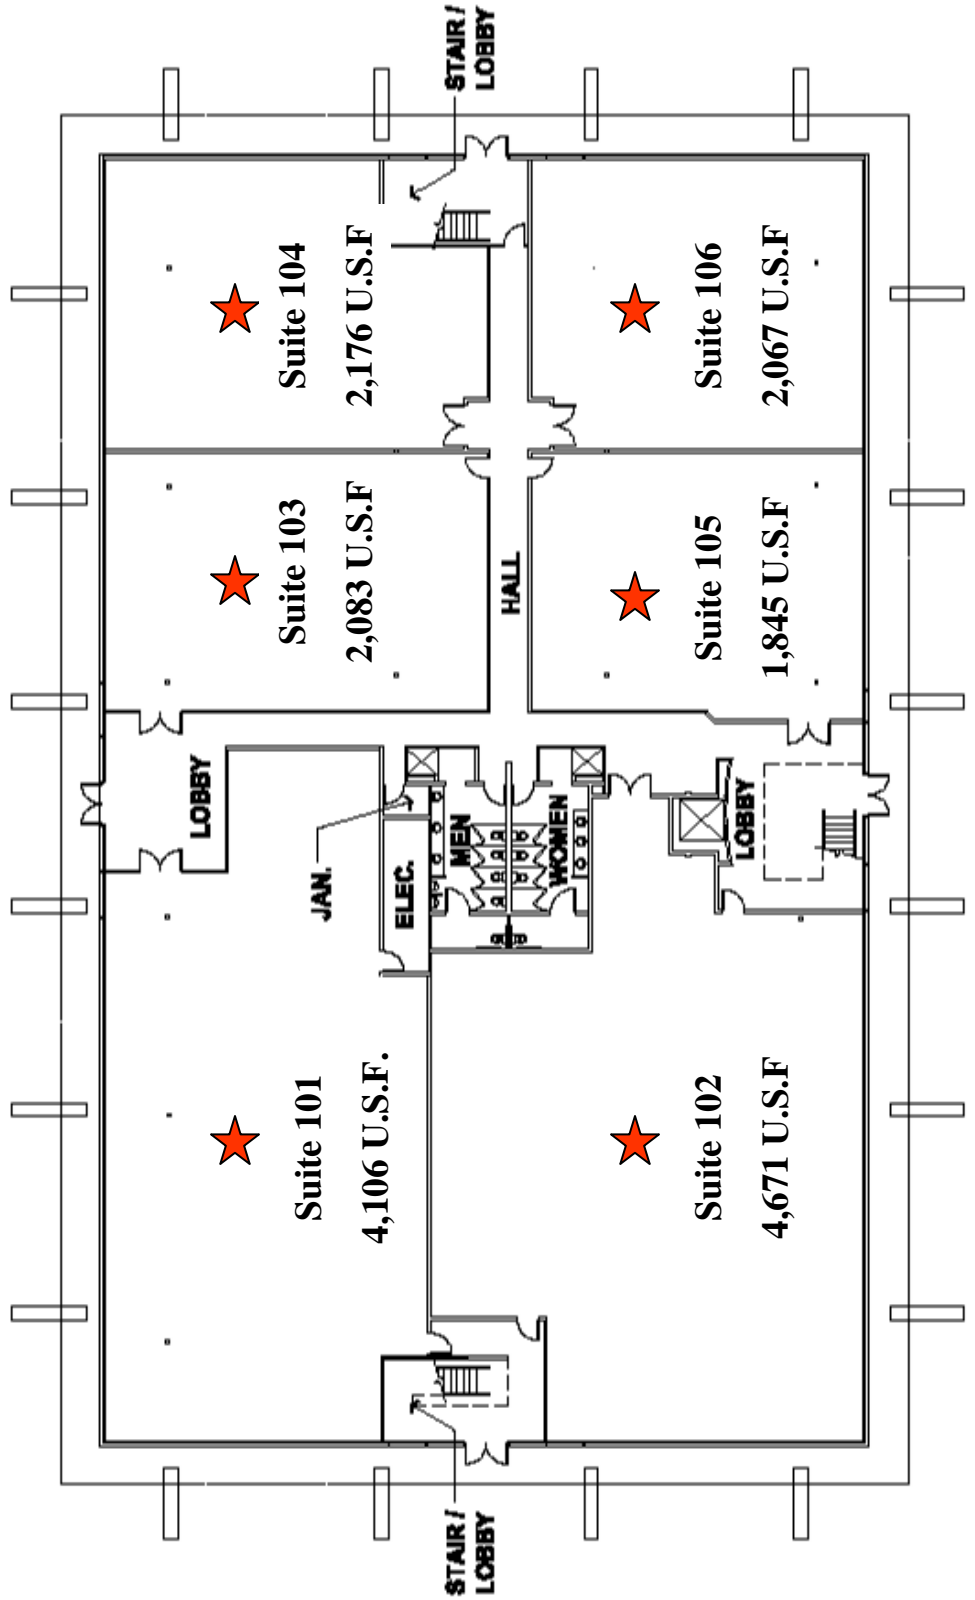 STAIR /
LOBBY
Suite 104
2,176 U.S.F
Suite 106
2,067 U.S.F
Suite 103
2,083 U.S.F
HALL
Suite 105
1,845 U.S.F
LOBBY
JAN.
ELEC.
MEN
WOMEN
LOBBY
Suite 101
4,106 U.S.F.
Suite 102
4,671 U.S.F
STAIR /
LOBBY